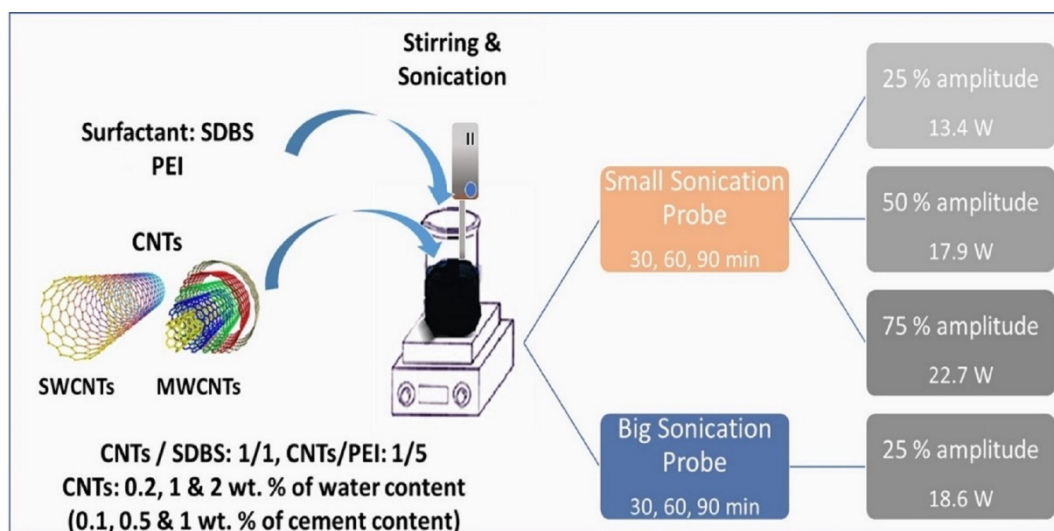 Stirring &
Sonication
Surfactant: SDBS
PEI
CNTs
SWCNTs
MWCNTs
CNTs / SDBS: 1/1, CNTs/PEI: 1/5
CNTs: 0.2, 1 & 2 wt. % of water content
(0.1, 0.5 & 1 wt. % of cement content)
II
Small Sonication
Probe
30, 60, 90 min
Big Sonication
Probe
30, 60, 90 min
25 % amplitude
13.4 W
50 % amplitude
17.9 W
75 % amplitude
22.7 W
25 % amplitude
18.6 W